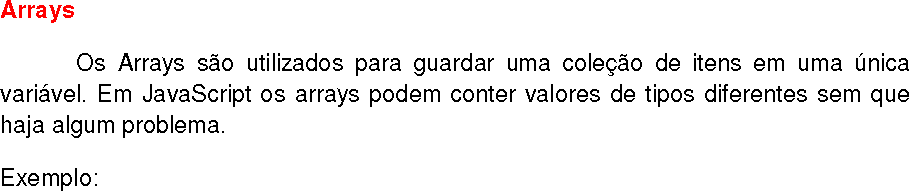 Arrays
Os Arrays são utilizados para guardar uma coleção de itens em uma única
variável. Em JavaScript os arrays podem conter valores de tipos diferentes sem que
haja algum problema.
Exemplo: